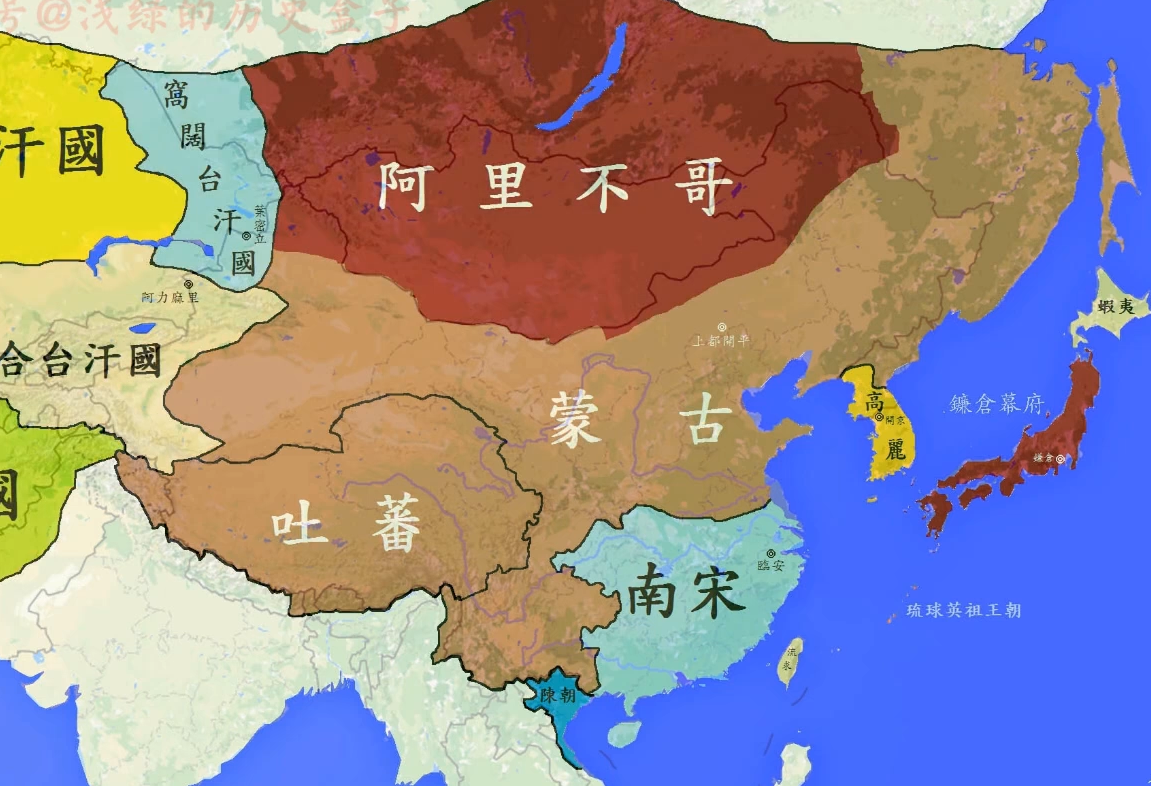 号@浅绿的历史盒子
汗國
窩闊台汗國
葉密立
阿里不哥
阿力麻里
合台汗國
上都開平
蝦夷
蒙古
高麗
開京
鎌倉幕府
鎌倉
國
吐蕃
南宋
臨安
琉球英祖王朝
流求
陳朝